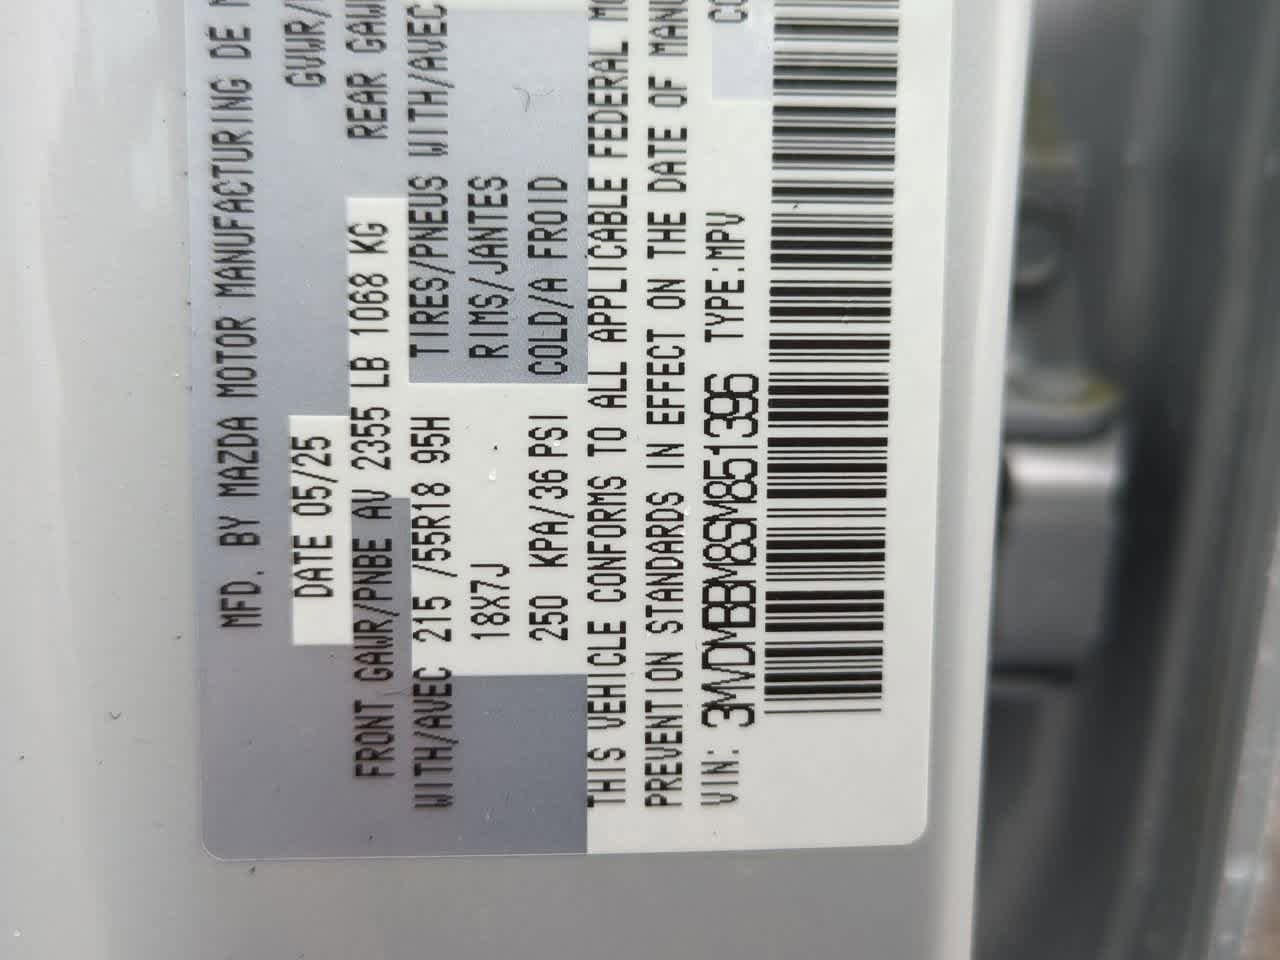 MFD. BY MAZDA MOTOR MANUFACTURING DE
DATE 05/25 GVWR/
FRONT GAWR/PNBE AV 2355 LB 1068 KG REAR GAWR
WITH/AVEC 215 /55R18 95H TIRES/PNEUS WITH/AVEC
18X7J RIMS/JANTES
250 KPA/36 PSI COLD/A FROID
THIS VEHICLE CONFORMS TO ALL APPLICABLE FEDERAL
PREVENTION STANDARDS IN EFFECT ON THE DATE OF
VIN: 3MVDMBBM8SM851396 TYPE:MPV